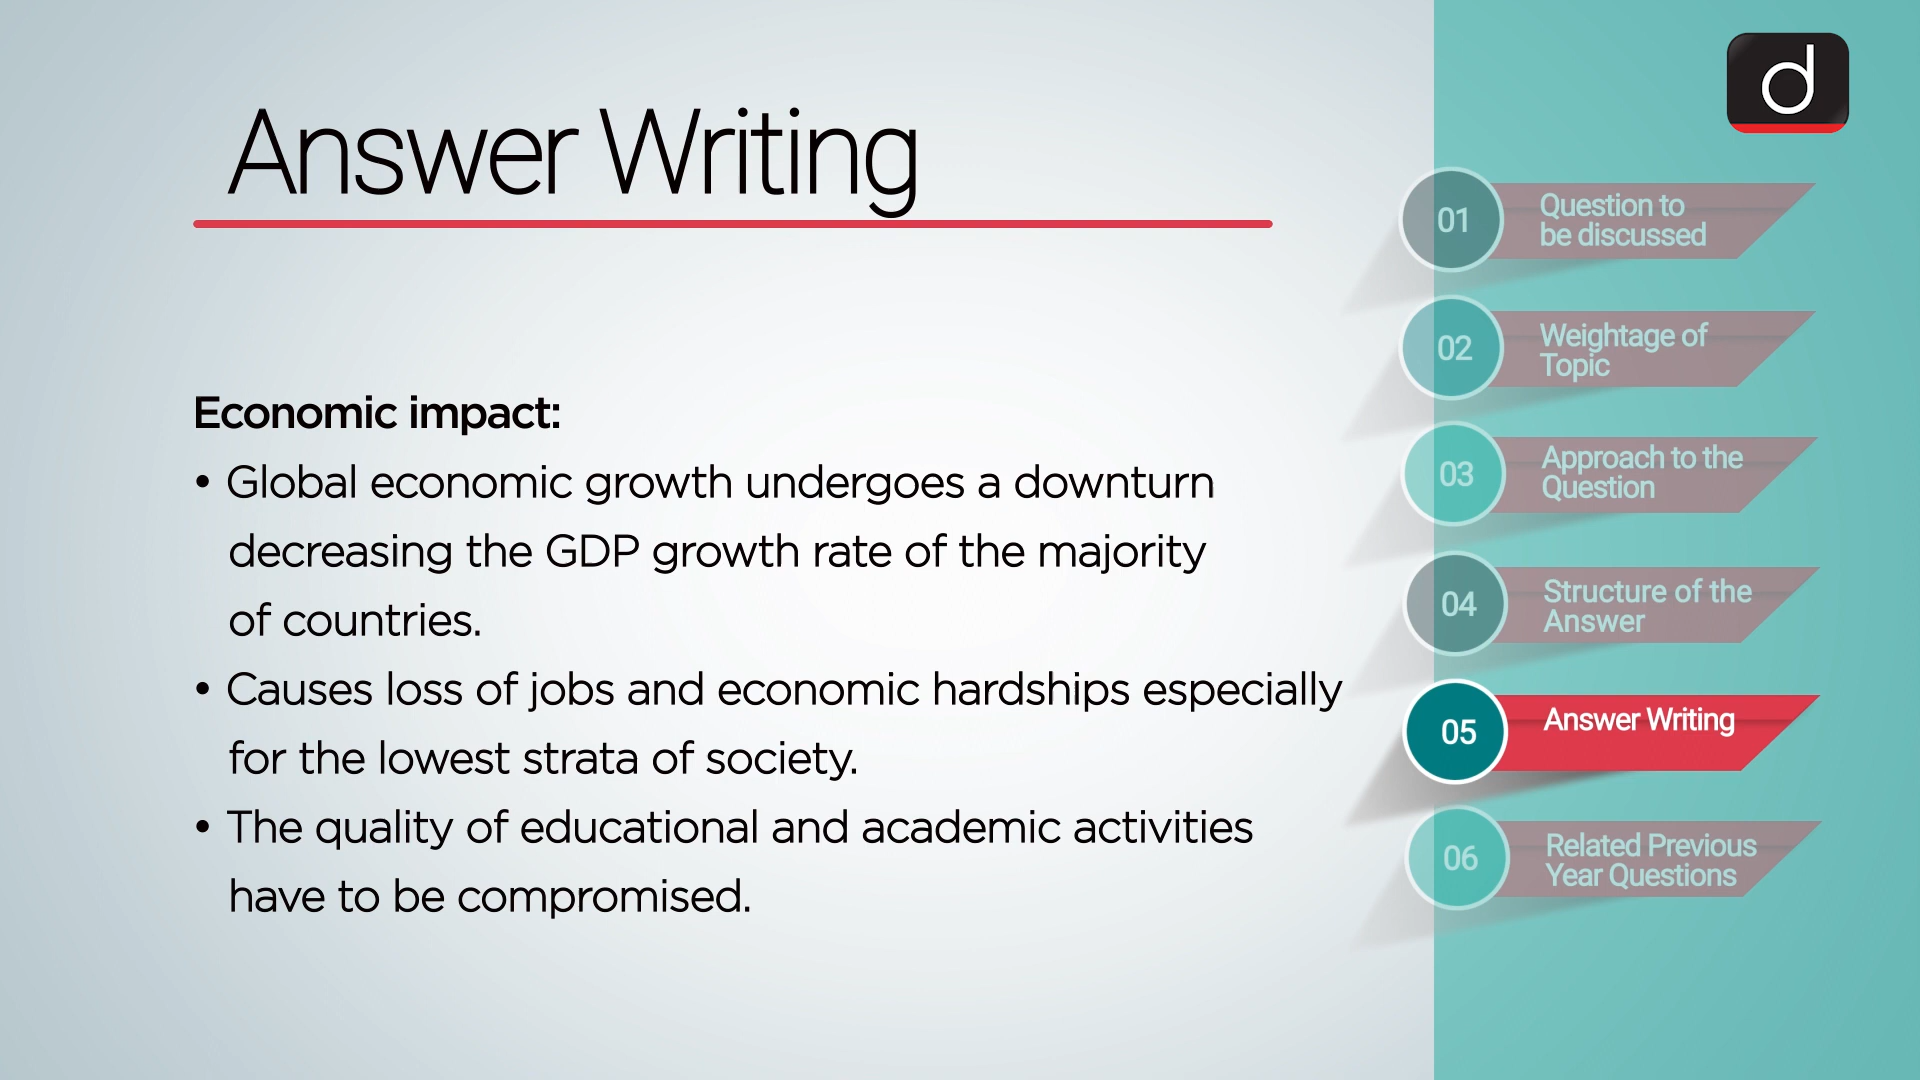 Answer Writing
Economic impact:
• Global economic growth undergoes a downturn
decreasing the GDP growth rate of the majority
of countries.
• Causes loss of jobs and economic hardships especially
for the lowest strata of society.
• The quality of educational and academic activities
have to be compromised.
d
01
Question to
be discussed
02
Weightage of
Topic
03
Approach to the
Question
04
Structure of the
Answer
05
Answer Writing
06
Related Previous
Year Questions